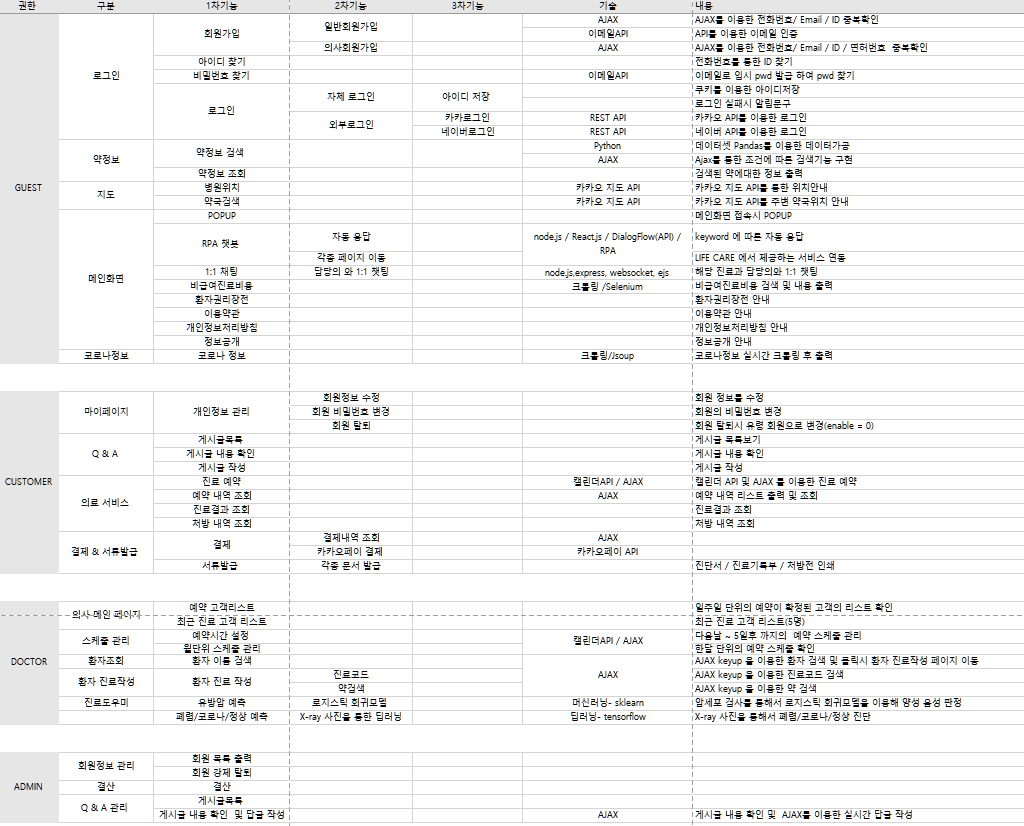 권한 구분 1차기능 2차기능 3차기능 기술 내용
GUEST
로그인
회원가입 일반회원가입 AJAX AJAX를 이용한 전화번호/ Email / ID 중복확인
이메일API API를 이용한 이메일 인증
의사회원가입 AJAX AJAX를 이용한 전화번호/ Email / ID / 면허번호 중복확인
아이디 찾기 전화번호를 통한 ID 찾기
비밀번호 찾기 이메일API 이메일로 임시 pwd 발급 하여 pwd 찾기
로그인 자체 로그인 아이디 저장 쿠키를 이용한 아이디저장
로그인 실패시 알림문구
외부로그인 카카로그인 REST API 카카오 API를 이용한 로그인
네이버로그인 REST API 네이버 API를 이용한 로그인
약정보
약정보 검색 Python 데이터셋 Pandas를 이용한 데이터가공
AJAX Ajax를 통한 조건에 따른 검색기능 구현
약정보 조회 검색된 약에대한 정보 출력
지도
병원위치 카카오 지도 API 카카오 지도 API를 통한 위치안내
약국검색 카카오 지도 API 카카오 지도 API를 주변 약국위치 안내
메인화면
POPUP 메인화면 접속시 POPUP
RPA 챗봇 자동 응답 node.js / React.js / DialogFlow(API) / RPA keyword 에 따른 자동 응답
각종 페이지 이동 LIFE CARE 에서 제공하는 서비스 연동
1:1 채팅 담당의 와 1:1 챗팅 node.js,express, websocket, ejs 해당 진료과 담당의와 1:1 챗팅
비급여진료비용 크롤링 /Selenium 비급여진료비용 검색 및 내용 출력
환자권리장전 환자권리장전 안내
이용약관 이용약관 안내
개인정보처리방침 개인정보처리방침 안내
정보공개 정보공개 안내
코로나정보 코로나 정보 크롤링/Jsoup 코로나정보 실시간 크롤링 후 출력
CUSTOMER
마이페이지
개인정보 관리 회원정보 수정 회원 정보를 수정
회원 비밀번호 변경 회원의 비밀번호 변경
회원 탈퇴 회원 탈퇴시 유령 회원으로 변경(enable = 0)
Q & A
게시글목록 게시글 목록보기
게시글 내용 확인 게시글 내용 확인
게시글 작성 게시글 작성
의료 서비스
진료 예약 캘린더API / AJAX 캘린더 API 및 AJAX 를 이용한 진료 예약
예약 내역 조회 AJAX 예약 내역 리스트 출력 및 조회
진료결과 조회 진료결과 조회
처방 내역 조회 처방 내역 조회
결제 & 서류발급
결제 결제내역 조회 AJAX
카카오페이 결제 카카오페이 API
서류발급 각종 문서 발급 진단서 / 진료기록부 / 처방전 인쇄
DOCTOR
의사 메인 페이지
예약 고객리스트 일주일 단위의 예약이 확정된 고객의 리스트 확인
최근 진료 고객 리스트 최근 진료 고객 리스트(5명)
스케줄 관리
예약시간 설정 캘린더API / AJAX 다음날 ~ 5일후 까지의 예약 스케줄 관리
월단위 스케줄 관리 한달 단위의 예약 스케줄 확인
환자조회 환자 이름 검색 AJAX AJAX keyup 을 이용한 환자 검색 및 클릭시 환자 진료작성 페이지 이동
환자 진료작성 환자 진료 작성 진료코드 AJAX keyup 을 이용한 진료코드 검색
약검색 AJAX keyup 을 이용한 약 검색
진료도우미
유방암 예측 로지스틱 회귀모델 머신러닝- sklearn 암세포 검사를 통해서 로지스틱 회귀모델을 이용해 양성 음성 판정
폐렴/코로나/정상 예측 X-ray 사진을 통한 딥러닝 딥러닝- tensorflow X-ray 사진을 통해서 폐렴/코로나/정상 진단
ADMIN
회원정보 관리
회원 목록 출력
회원 강제 탈퇴
결산 결산
Q & A 관리
게시글목록
게시글 내용 확인 및 답글 작성 AJAX 게시글 내용 확인 및 AJAX를 이용한 실시간 답글 작성